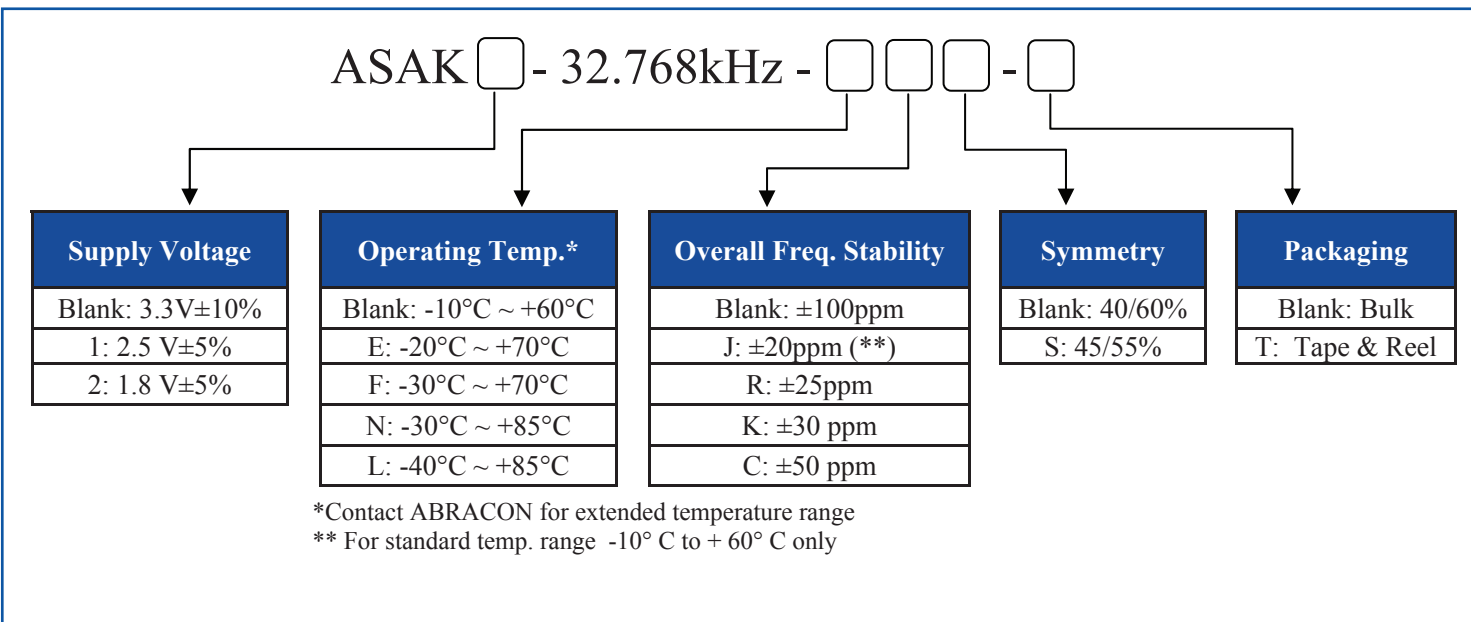 ASAK - 32.768kHz - -
Supply Voltage
Blank: 3.3V±10%
1: 2.5 V±5%
2: 1.8 V±5%
Operating Temp.*
Blank: -10°C ~ +60°C
E: -20°C ~ +70°C
F: -30°C ~ +70°C
N: -30°C ~ +85°C
L: -40°C ~ +85°C
Overall Freq. Stability
Blank: ±100ppm
J: ±20ppm (**)
R: ±25ppm
K: ±30 ppm
C: ±50 ppm
Symmetry
Blank: 40/60%
S: 45/55%
Packaging
Blank: Bulk
T: Tape & Reel
*Contact ABRACON for extended temperature range
** For standard temp. range -10° C to + 60° C only